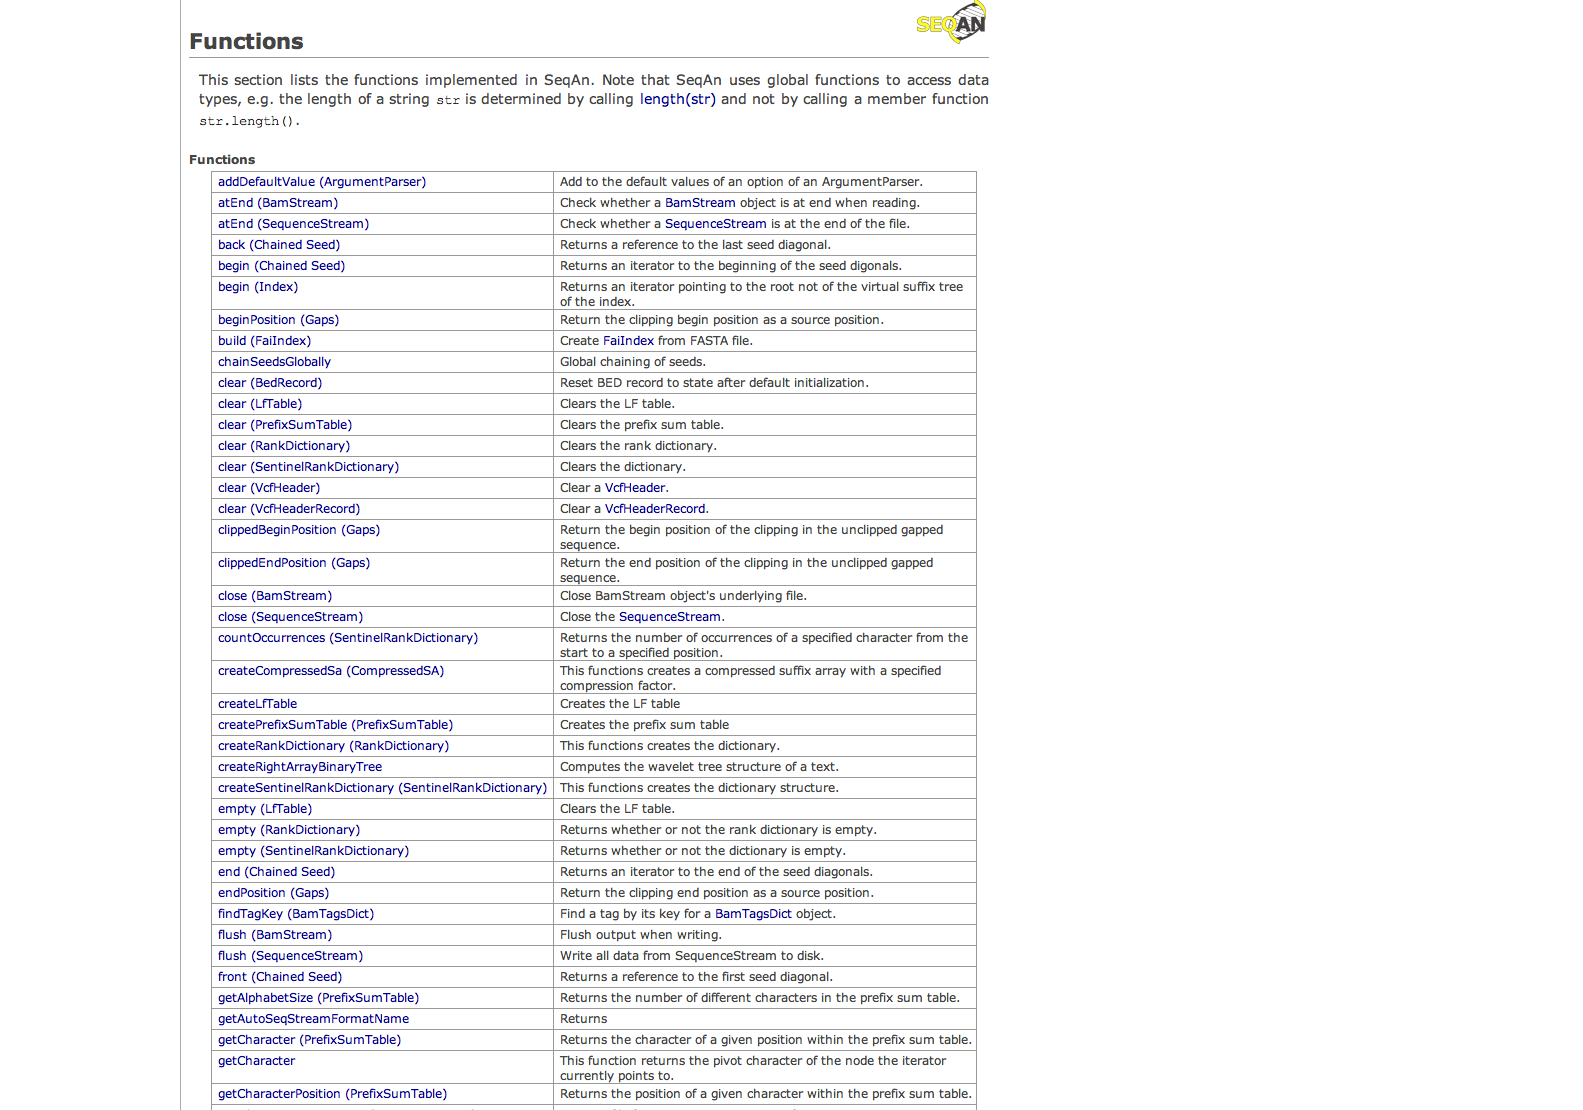 SEQAN
Functions
This section lists the functions implemented in SeqAn. Note that SeqAn uses global functions to access data
types, e.g. the length of a string str is determined by calling length(str) and not by calling a member function
str.length().
Functions
addDefaultValue (ArgumentParser) Add to the default values of an option of an ArgumentParser.
atEnd (BamStream) Check whether a BamStream object is at end when reading.
atEnd (SequenceStream) Check whether a SequenceStream is at the end of the file.
back (Chained Seed) Returns a reference to the last seed diagonal.
begin (Chained Seed) Returns an iterator to the beginning of the seed digonals.
begin (Index) Returns an iterator pointing to the root not of the virtual suffix tree
of the index.
beginPosition (Gaps) Return the clipping begin position as a source position.
build (FaiIndex) Create FaiIndex from FASTA file.
chainSeedsGlobally Global chaining of seeds.
clear (BedRecord) Reset BED record to state after default initialization.
clear (LfTable) Clears the LF table.
clear (PrefixSumTable) Clears the prefix sum table.
clear (RankDictionary) Clears the rank dictionary.
clear (SentinelRankDictionary) Clears the dictionary.
clear (VcfHeader) Clear a VcfHeader.
clear (VcfHeaderRecord) Clear a VcfHeaderRecord.
clippedBeginPosition (Gaps) Return the begin position of the clipping in the unclipped gapped
sequence.
clippedEndPosition (Gaps) Return the end position of the clipping in the unclipped gapped
sequence.
close (BamStream) Close BamStream object's underlying file.
close (SequenceStream) Close the SequenceStream.
countOccurrences (SentinelRankDictionary) Returns the number of occurrences of a specified character from the
start to a specified position.
createCompressedSa (CompressedSA) This functions creates a compressed suffix array with a specified
compression factor.
createLfTable Creates the LF table
createPrefixSumTable (PrefixSumTable) Creates the prefix sum table
createRankDictionary (RankDictionary) This functions creates the dictionary.
createRightArrayBinaryTree Computes the wavelet tree structure of a text.
createSentinelRankDictionary (SentinelRankDictionary) This functions creates the dictionary structure.
empty (LfTable) Clears the LF table.
empty (RankDictionary) Returns whether or not the rank dictionary is empty.
empty (SentinelRankDictionary) Returns whether or not the dictionary is empty.
end (Chained Seed) Returns an iterator to the end of the seed diagonals.
endPosition (Gaps) Return the clipping end position as a source position.
findTagKey (BamTagsDict) Find a tag by its key for a BamTagsDict object.
flush (BamStream) Flush output when writing.
flush (SequenceStream) Write all data from SequenceStream to disk.
front (Chained Seed) Returns a reference to the first seed diagonal.
getAlphabetSize (PrefixSumTable) Returns the number of different characters in the prefix sum table.
getAutoSeqStreamFormatName Returns
getCharacter (PrefixSumTable) Returns the character of a given position within the prefix sum table.
getCharacter This function returns the pivot character of the node the iterator
currently points to.
getCharacterPosition (PrefixSumTable) Returns the position of a given character within the prefix sum table.